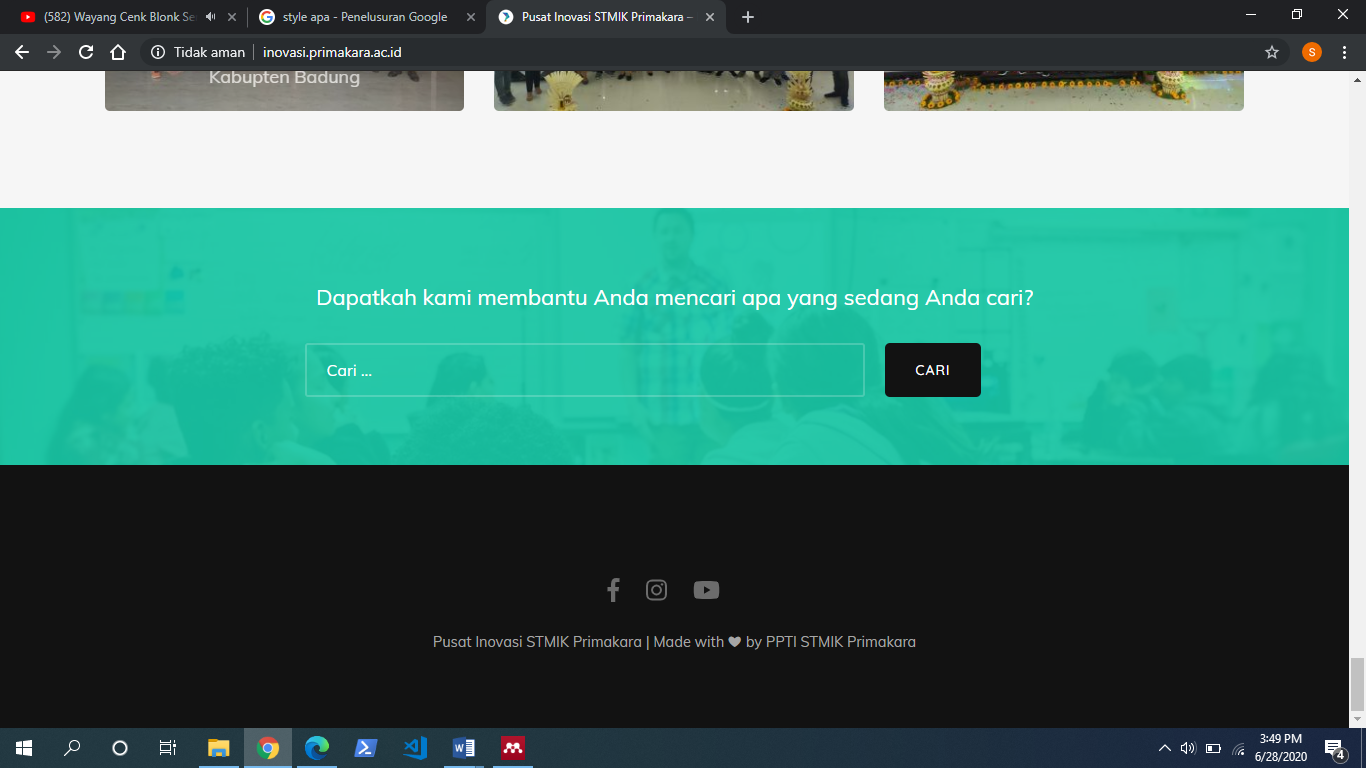 (582) Wayang Cenk Blonk Se
style apa - Penelusuran Google
Pusat Inovasi STMIK Primakara –
S
Tidak aman
inovasi.primakara.ac.id
Kabupten Badung
Dapatkah kami membantu Anda mencari apa yang sedang Anda cari?
Cari ...
CARI
Pusat Inovasi STMIK Primakara | Made with ❤ by PPTI STMIK Primakara
3:49 PM
6/28/2020
4